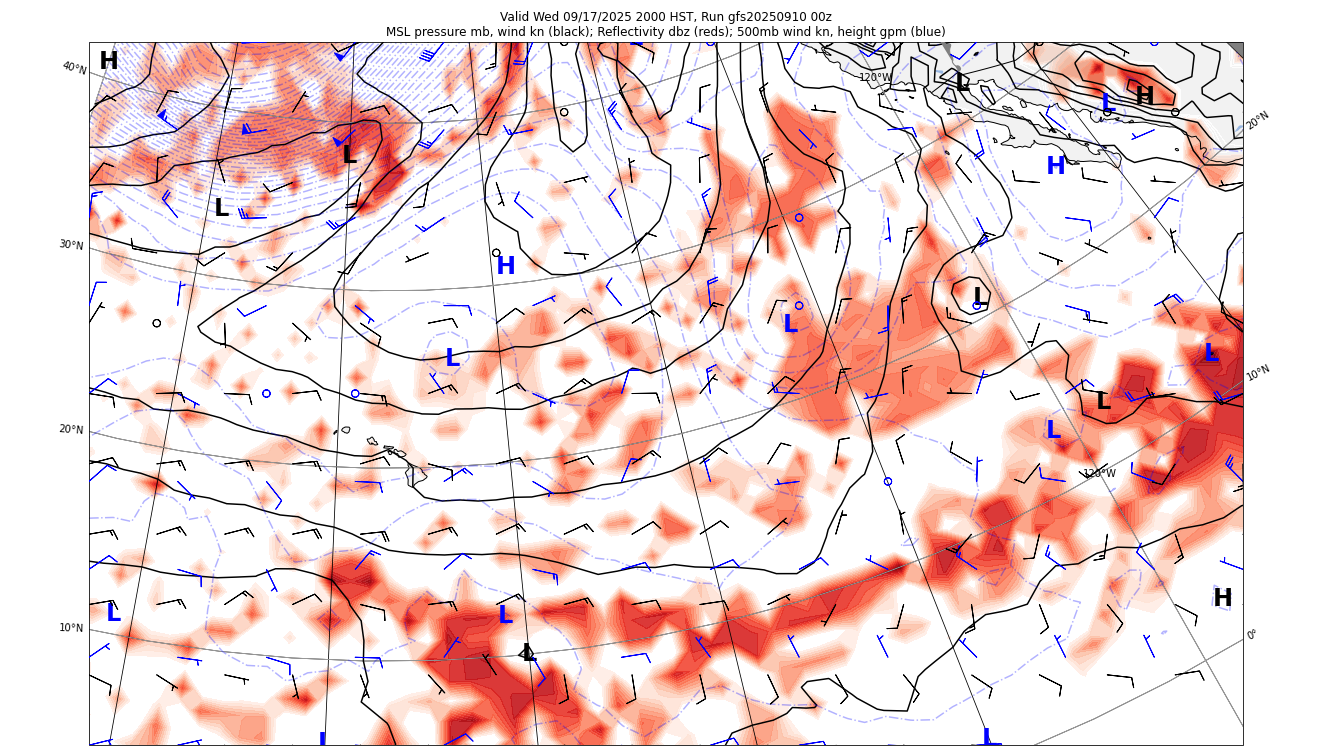 Valid Wed 09/17/2025 2000 HST, Run gfs20250910 00z
MSL pressure mb, wind kn (black); Reflectivity dbz (reds); 500mb wind kn, height gpm (blue)
H
40°N
120°W
L
L
H
20°N
L
H
L
30°N
H
L
L
L
L
10°N
L
L
20°N
120°W
L
L
H
10°N
0°
L
L
L